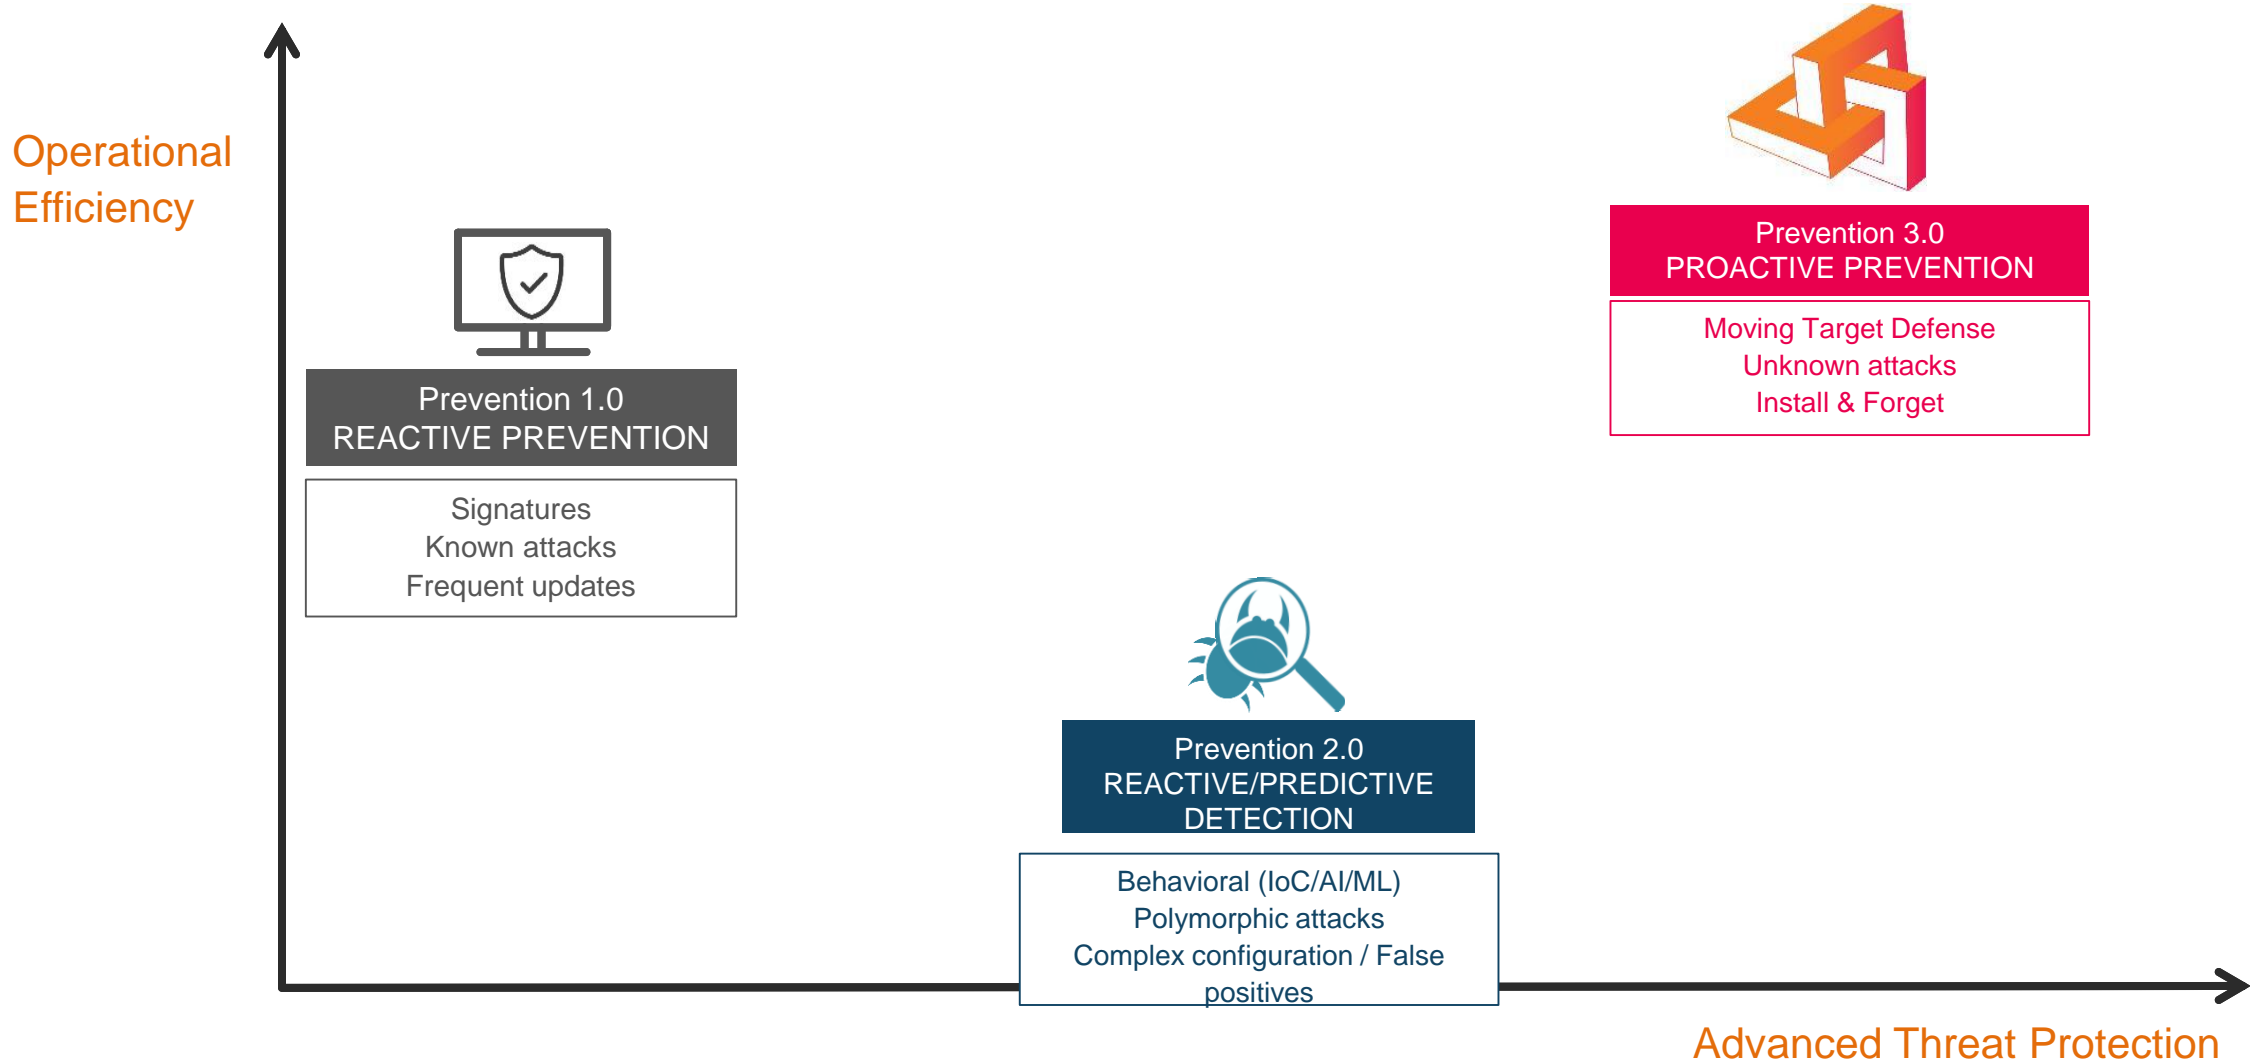 Operational
Efficiency
Prevention 1.0
REACTIVE PREVENTION
Signatures
Known attacks
Frequent updates
Prevention 2.0
REACTIVE/PREDICTIVE
DETECTION
Behavioral (IoC/AI/ML)
Polymorphic attacks
Complex configuration / False
positives
Prevention 3.0
PROACTIVE PREVENTION
Moving Target Defense
Unknown attacks
Install & Forget
Advanced Threat Protection